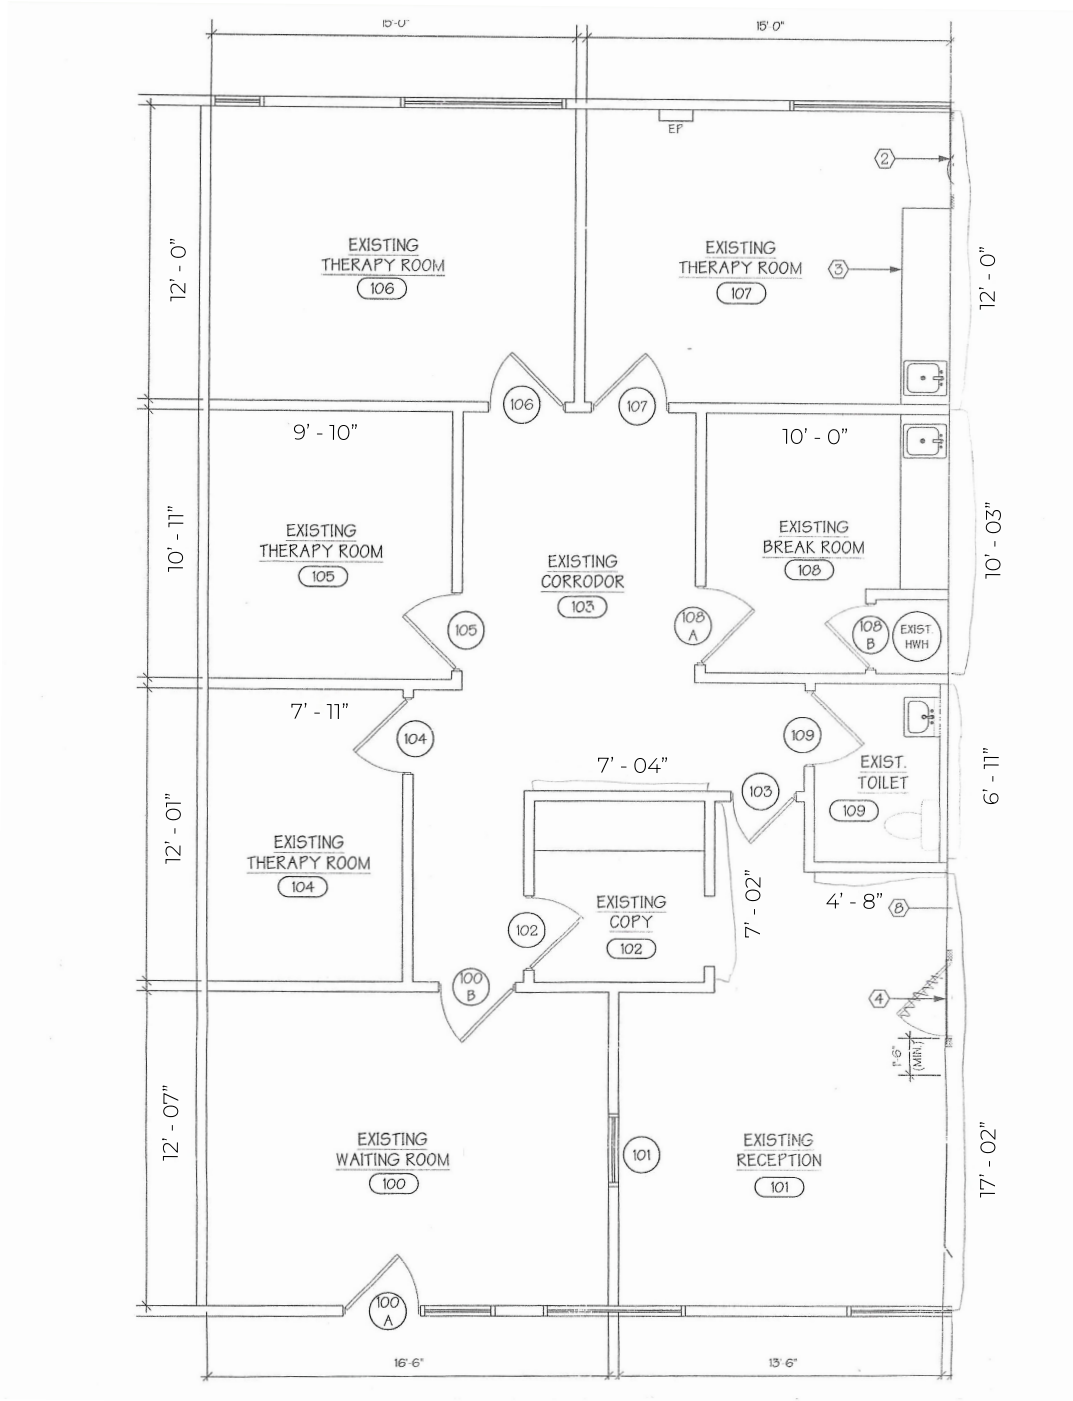 15'-0"
15'-0"
EP
2
12' - 0"
EXISTING
THERAPY ROOM
106
EXISTING
THERAPY ROOM
107
3
12' - 0"
106
107
9' - 10"
10' - 0"
10' - 11"
EXISTING
THERAPY ROOM
105
EXISTING
CORRODOR
103
EXISTING
BREAK ROOM
108
10' - 03"
105
108
A
108
B
EXIST.
HWH
7' - 11"
104
109
7' - 04"
103
EXIST.
TOILET
109
6' - 11"
12' - 01"
EXISTING
THERAPY ROOM
104
7' - 02"
4' - 8"
8
EXISTING
COPY
102
102
100
B
4
1'-6"
(MIN.)
12' - 07"
EXISTING
WAITING ROOM
100
101
EXISTING
RECEPTION
101
17' - 02"
100
A
16'-6"
13'-6"